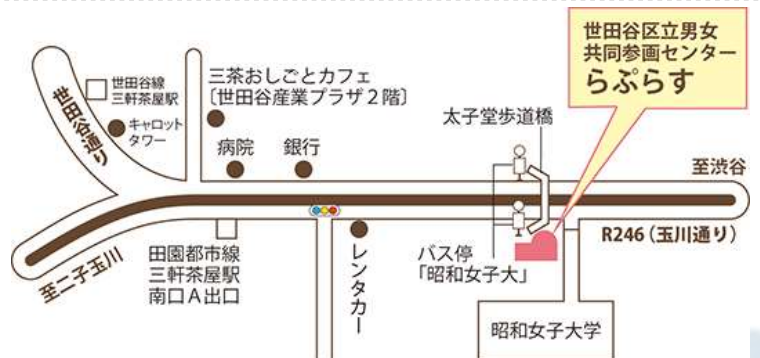 世田谷区立男女
共同参画センター
らぷらす
世田谷線
三軒茶屋駅
三茶おしごとカフェ
〔世田谷産業プラザ2階〕
世田谷通り
キャロット
タワー
病院
銀行
太子堂歩道橋
至渋谷
R246(玉川通り)
至二子玉川
田園都市線
三軒茶屋駅
南口A出口
レンタカー
バス停
「昭和女子大」
昭和女子大学